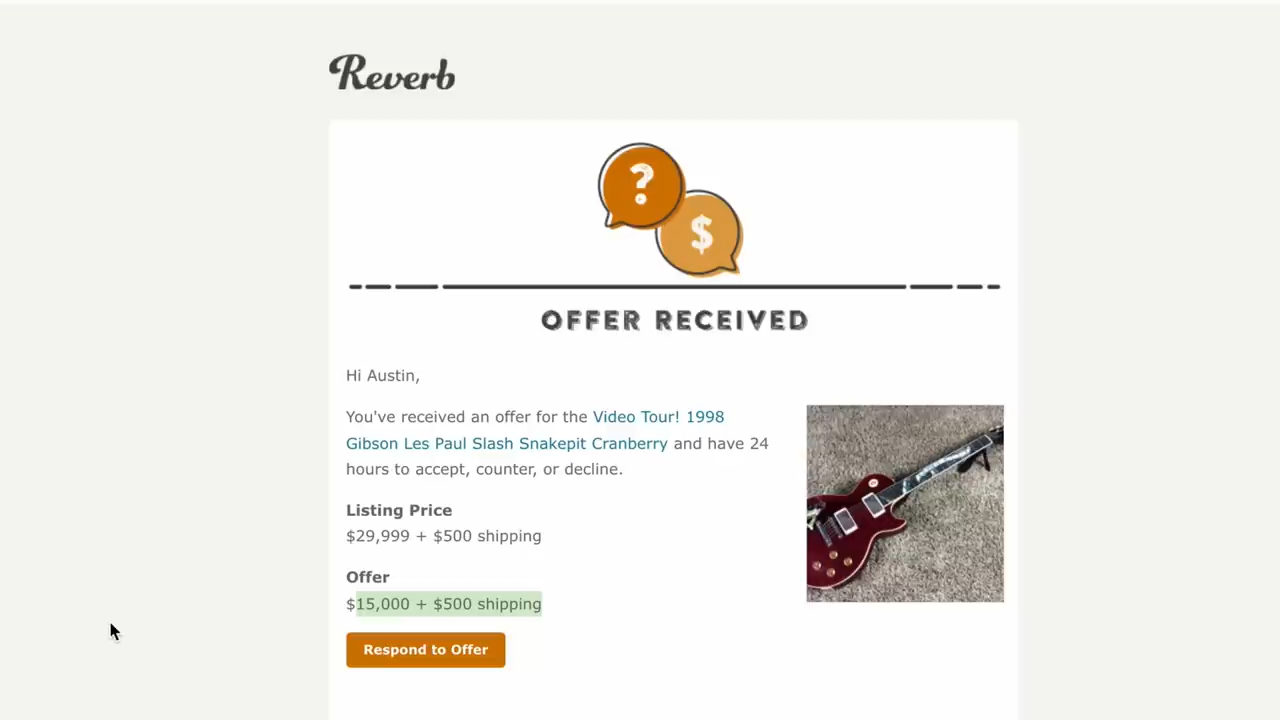 Reverb
?
$
OFFER RECEIVED
Hi Austin,
You've received an offer for the Video Tour! 1998
Gibson Les Paul Slash Snakepit Cranberry and have 24
hours to accept, counter, or decline.
Listing Price
$29,999 + $500 shipping
Offer
$15,000 + $500 shipping
Respond to Offer